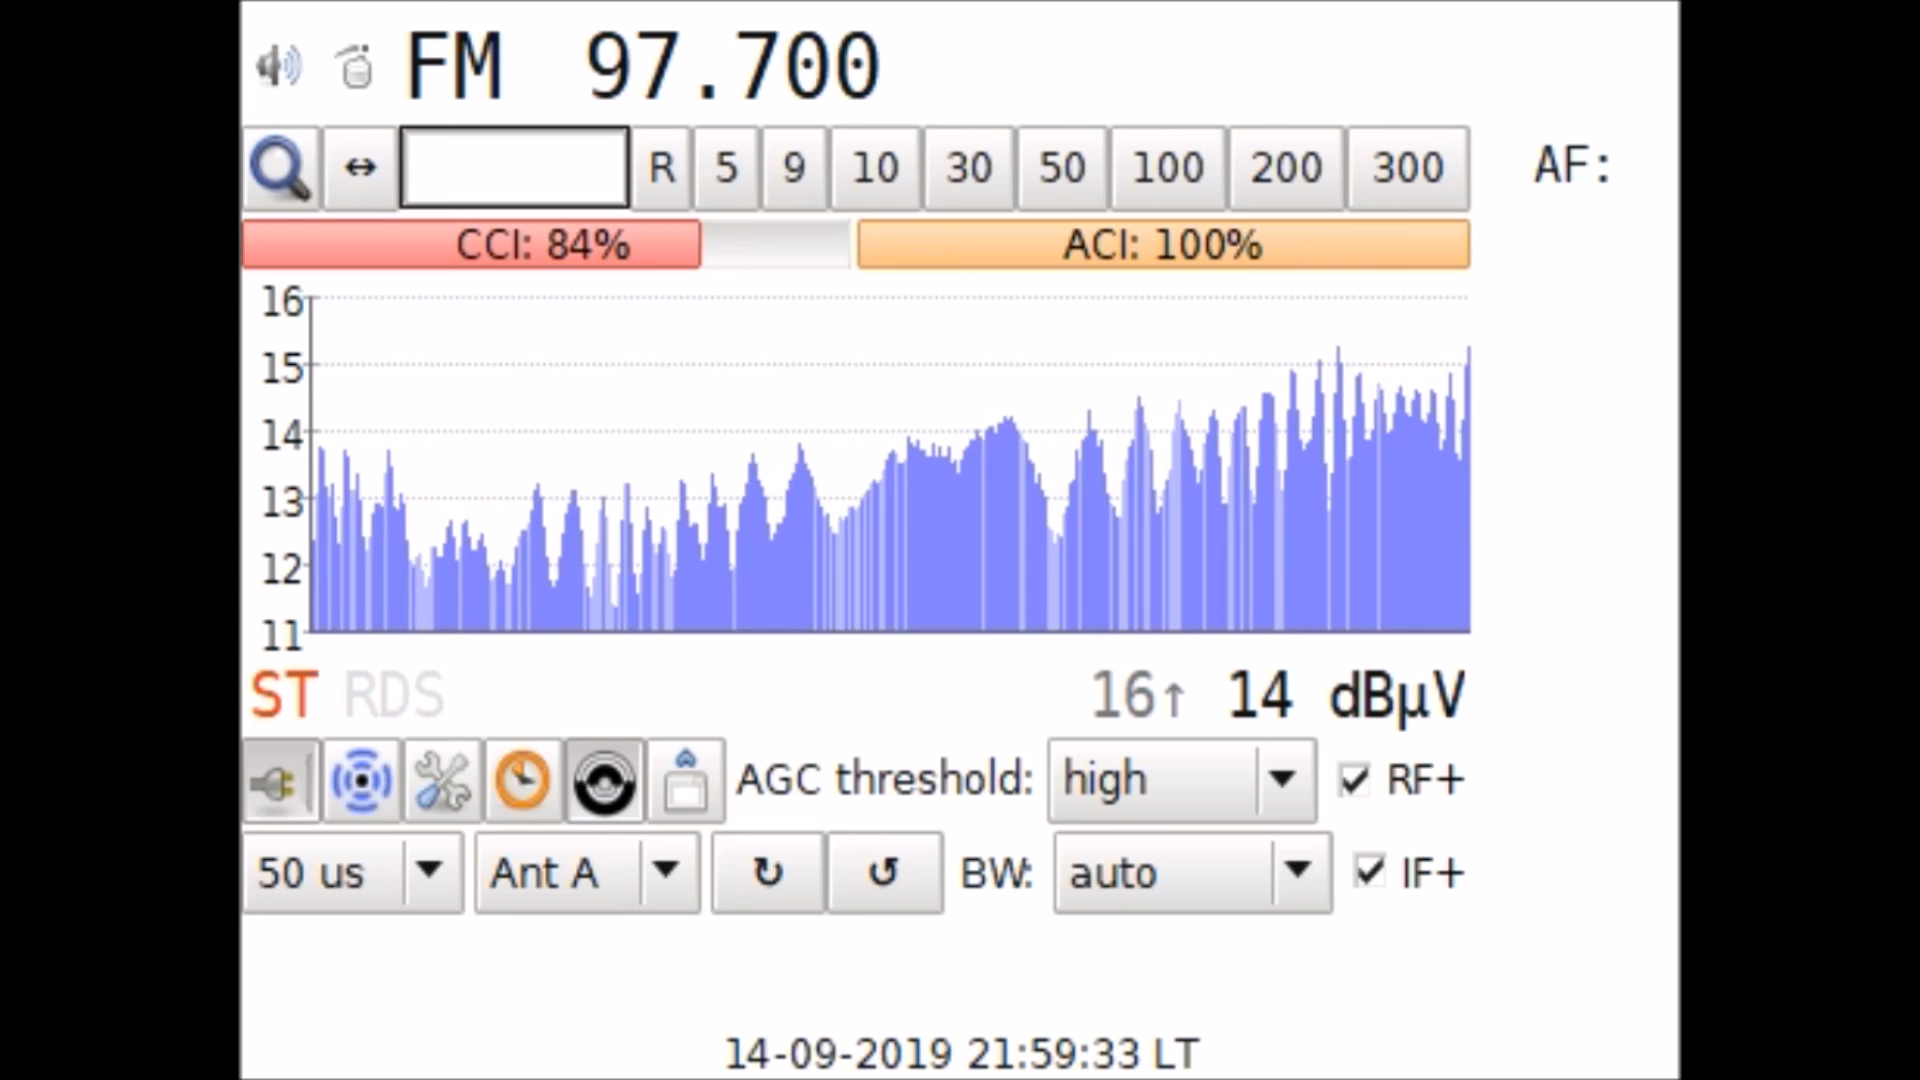 FM 97.700
R 5 9 10 30 50 100 200 300 AF:
CCI: 84% ACI: 100%
16
15
14
13
12
11
ST RDS 16↑ 14 dBµV
AGC threshold: high RF+
50 us Ant A ↻ ↺ BW: auto IF+
14-09-2019 21:59:33 LT